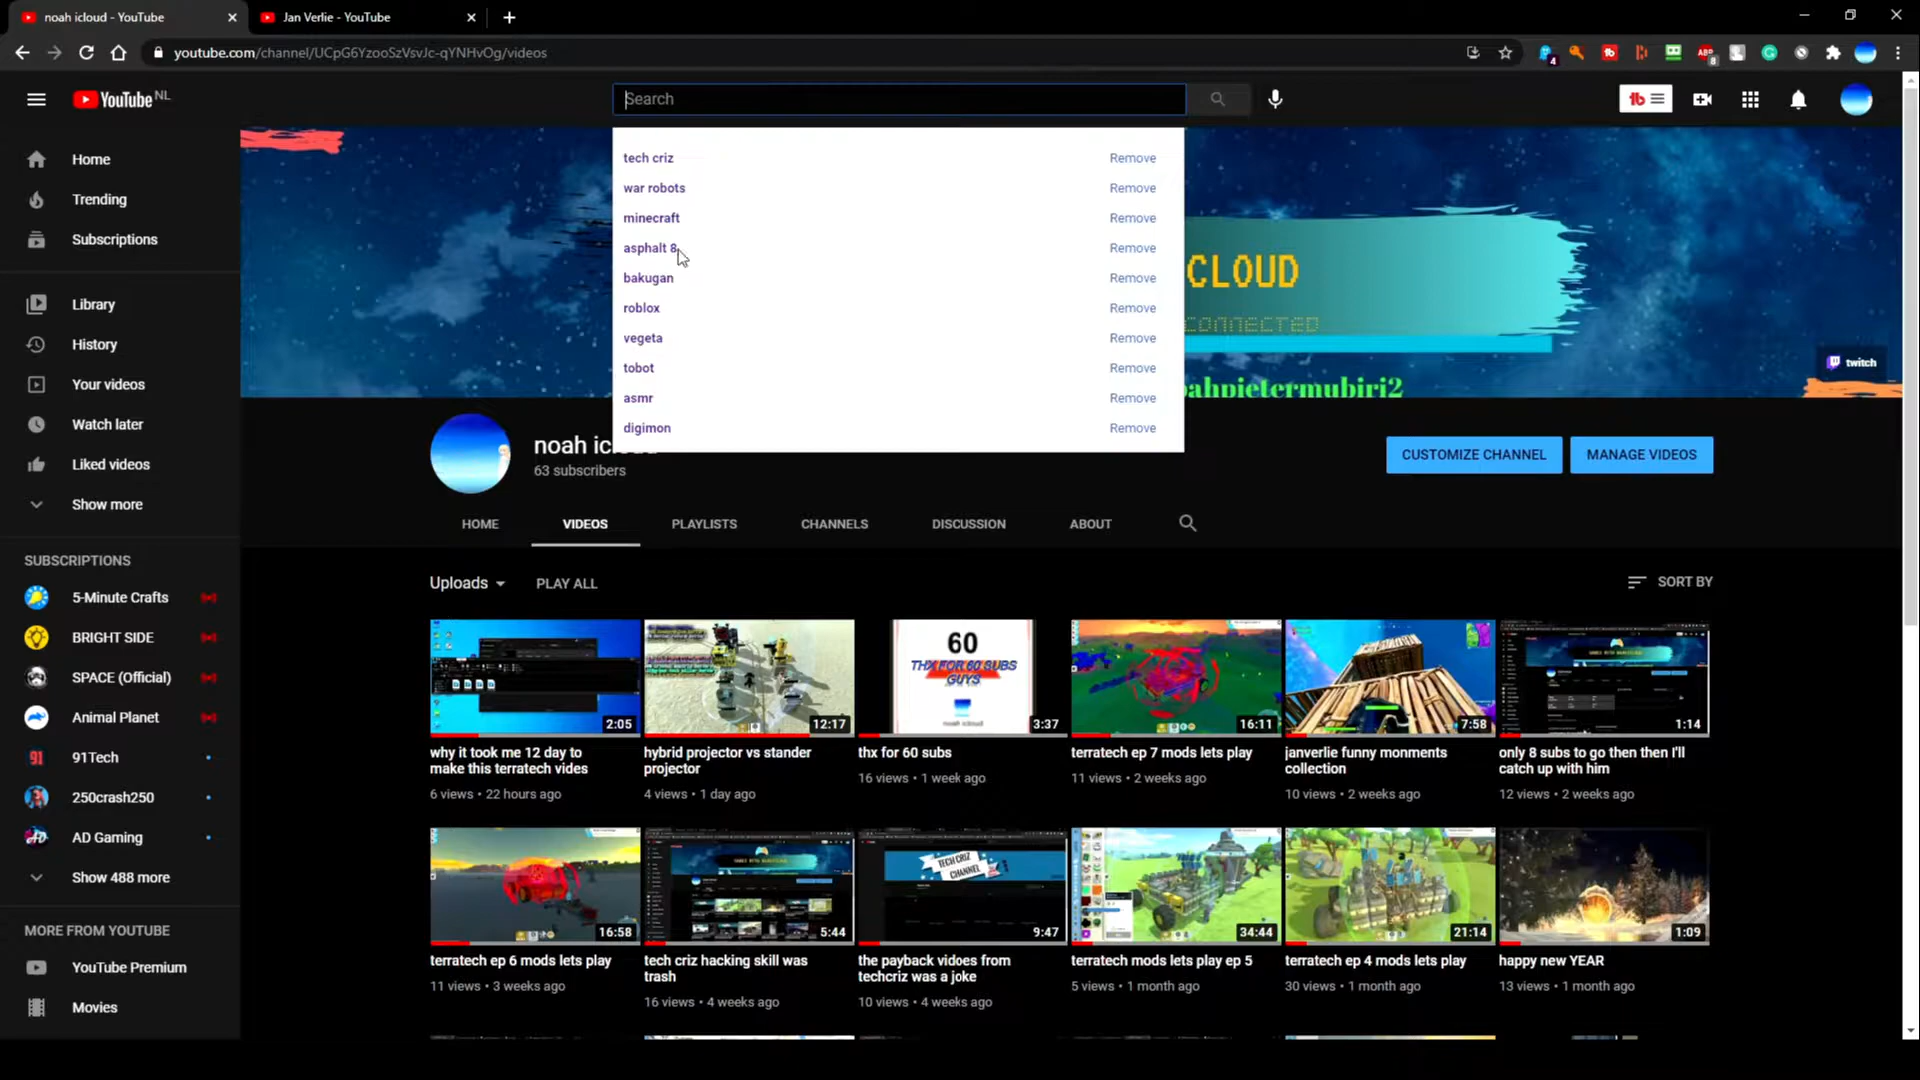 noah icloud - YouTube
Jan Verlie - YouTube
youtube.com/channel/UCpG6YzooSzVsvJc-qYNHvOg/videos
4
ABP
8
YouTube NL
Search
tb
Home
Trending
Subscriptions
Library
History
Your videos
Watch later
Liked videos
Show more
SUBSCRIPTIONS
5-Minute Crafts
BRIGHT SIDE
SPACE (Official)
Animal Planet
91Tech
250crash250
AD Gaming
Show 488 more
MORE FROM YOUTUBE
YouTube Premium
Movies
tech criz Remove
war robots Remove
minecraft Remove
asphalt 8 Remove
bakugan Remove
roblox Remove
vegeta Remove
tobot Remove
asmr Remove
digimon Remove
CLOUD
CONNECTED
twitch
ahpietermubiri2
noah ic
63 subscribers
CUSTOMIZE CHANNEL
MANAGE VIDEOS
HOME VIDEOS PLAYLISTS CHANNELS DISCUSSION ABOUT
Uploads PLAY ALL
SORT BY
2:05
why it took me 12 day to
make this terratech vides
6 views • 22 hours ago
12:17
hybrid projector vs stander
projector
4 views • 1 day ago
60
THX FOR 60 SUBS
GUYS
noah icloud
3:37
thx for 60 subs
16 views • 1 week ago
16:11
terratech ep 7 mods lets play
11 views • 2 weeks ago
7:58
janverlie funny monments
collection
10 views • 2 weeks ago
1:14
only 8 subs to go then then I'll
catch up with him
12 views • 2 weeks ago
16:58
terratech ep 6 mods lets play
11 views • 3 weeks ago
5:44
tech criz hacking skill was
trash
16 views • 4 weeks ago
TECH CRIZ
CHANNEL
9:47
the payback vidoes from
techcriz was a joke
10 views • 4 weeks ago
34:44
terratech mods lets play ep 5
5 views • 1 month ago
21:14
terratech ep 4 mods lets play
30 views • 1 month ago
1:09
happy new YEAR
13 views • 1 month ago